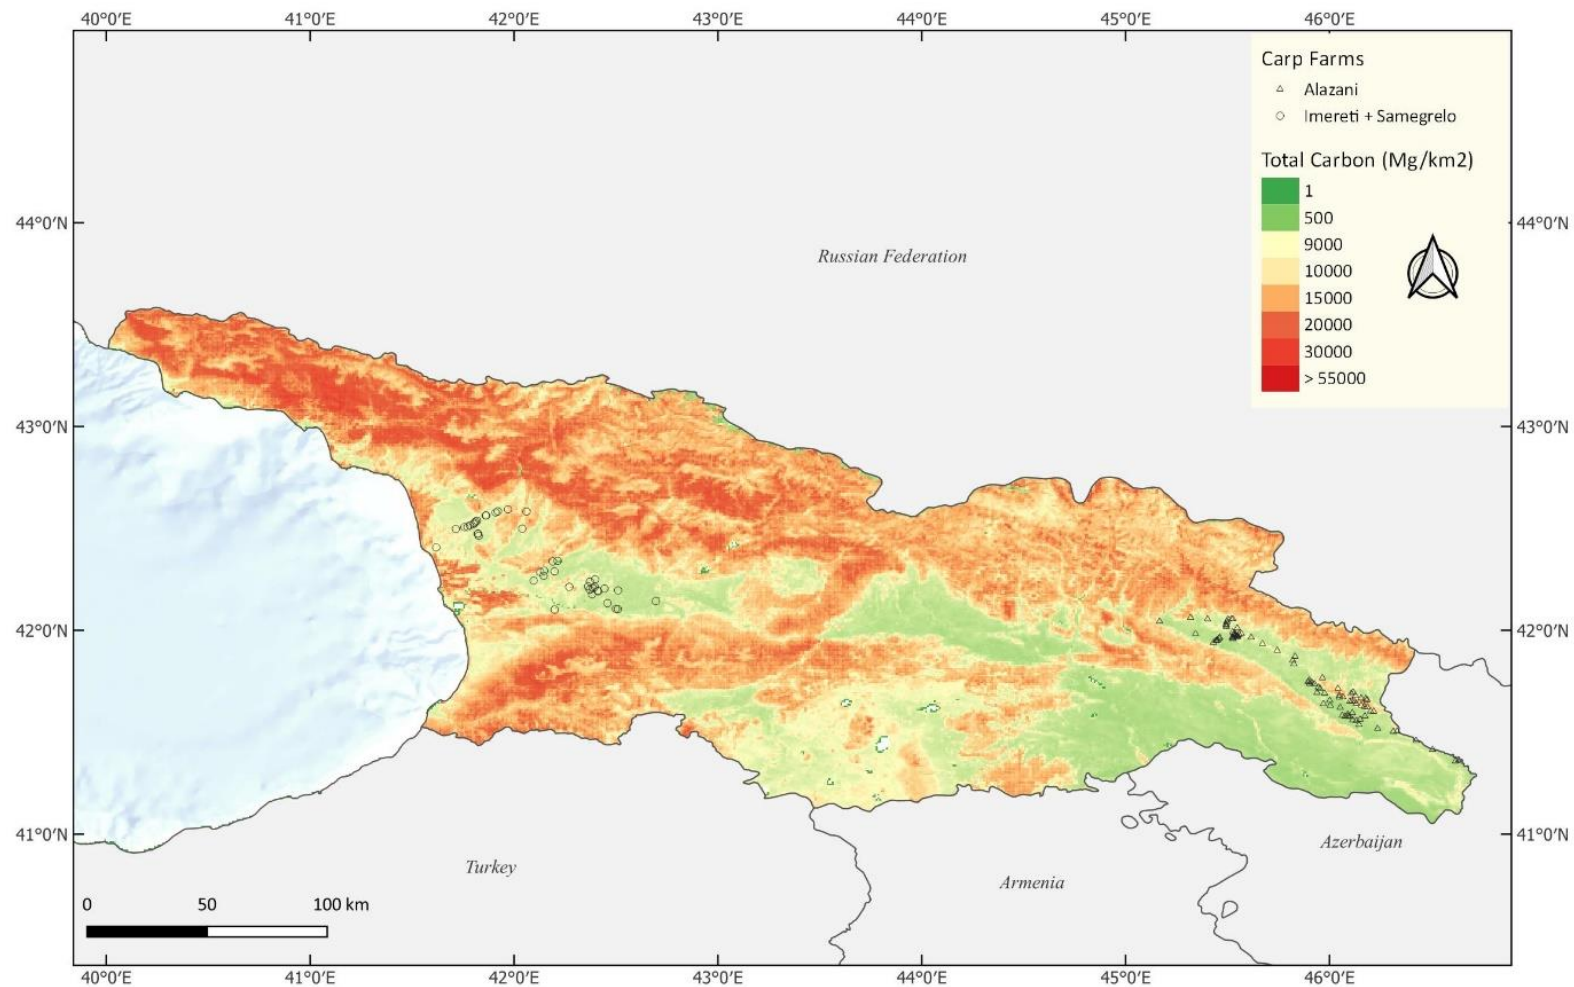 40°0'E 41°0'E 42°0'E 43°0'E 44°0'E 45°0'E 46°0'E
Carp Farms
Alazani
Imereti + Samegrelo
Total Carbon (Mg/km2)
1
500
9000
10000
15000
20000
30000
> 55000
44°0'N 44°0'N
Russian Federation
43°0'N 43°0'N
42°0'N 42°0'N
41°0'N 41°0'N
Azerbaijan
Turkey
Armenia
0 50 100 km
40°0'E 41°0'E 42°0'E 43°0'E 44°0'E 45°0'E 46°0'E